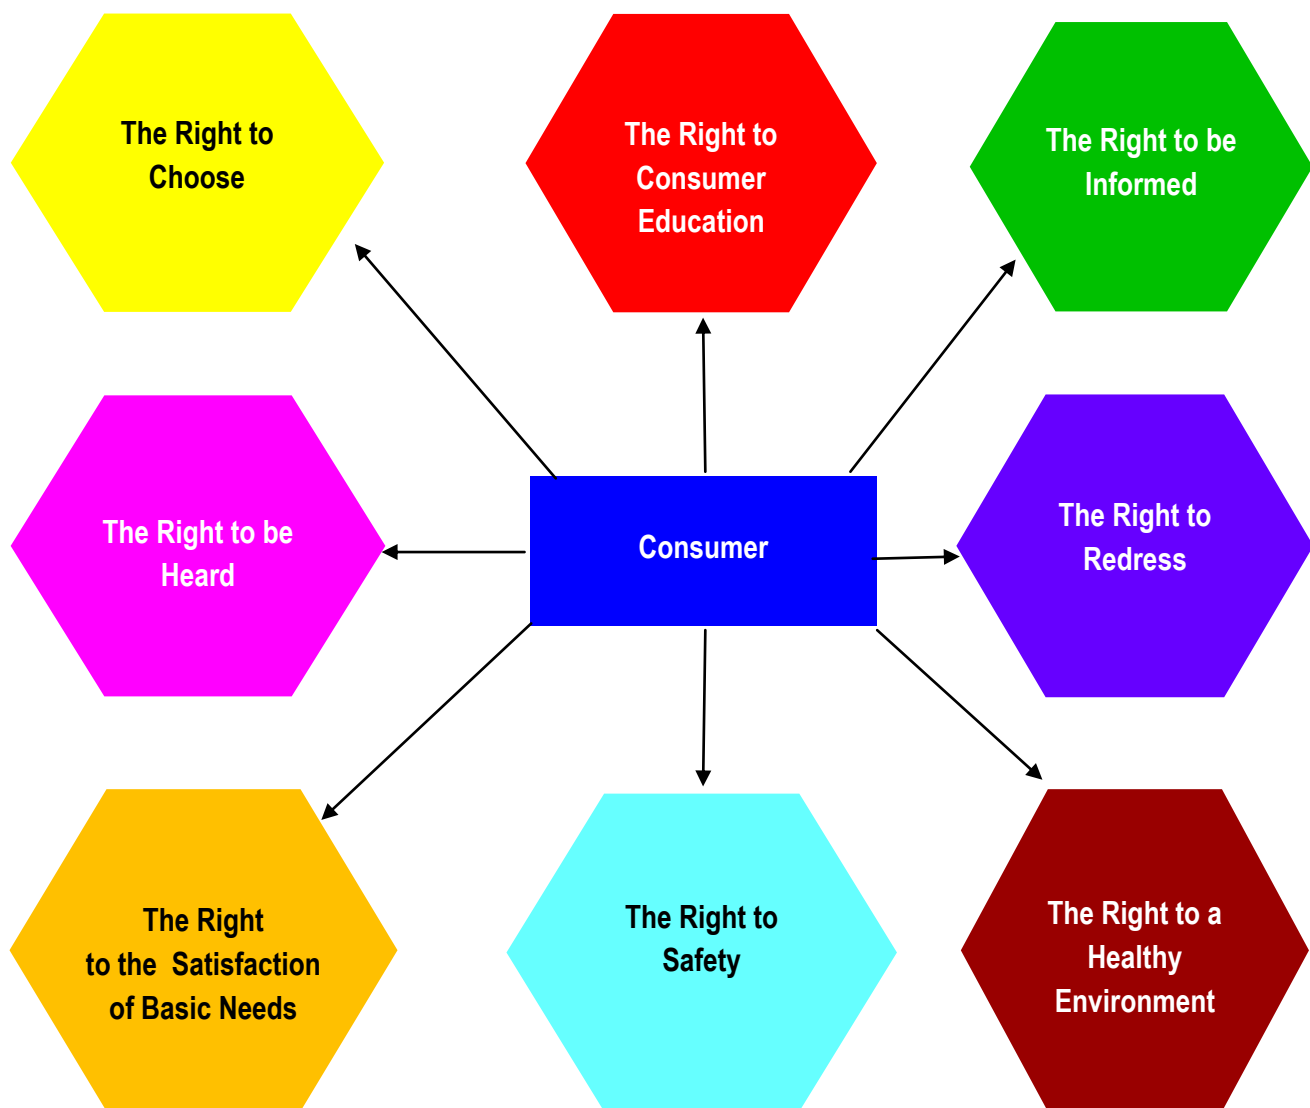 The Right to
Choose
The Right to
Consumer
Education
The Right to be
Informed
The Right to be
Heard
Consumer
The Right to
Redress
The Right
to the  Satisfaction
of Basic Needs
The Right to
Safety
The Right to a
Healthy
Environment